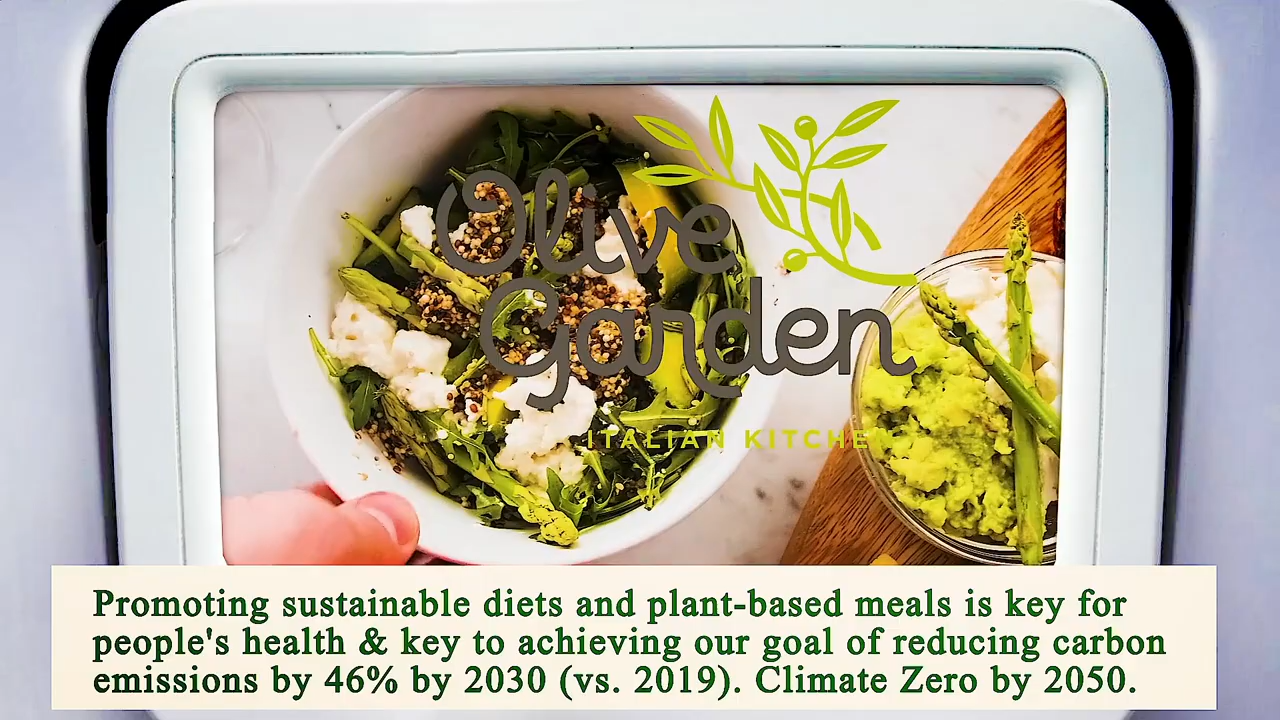 Olive
Garden
ITALIAN KITCHEN
Promoting sustainable diets and plant-based meals is key for
people's health & key to achieving our goal of reducing carbon
emissions by 46% by 2030 (vs. 2019). Climate Zero by 2050.